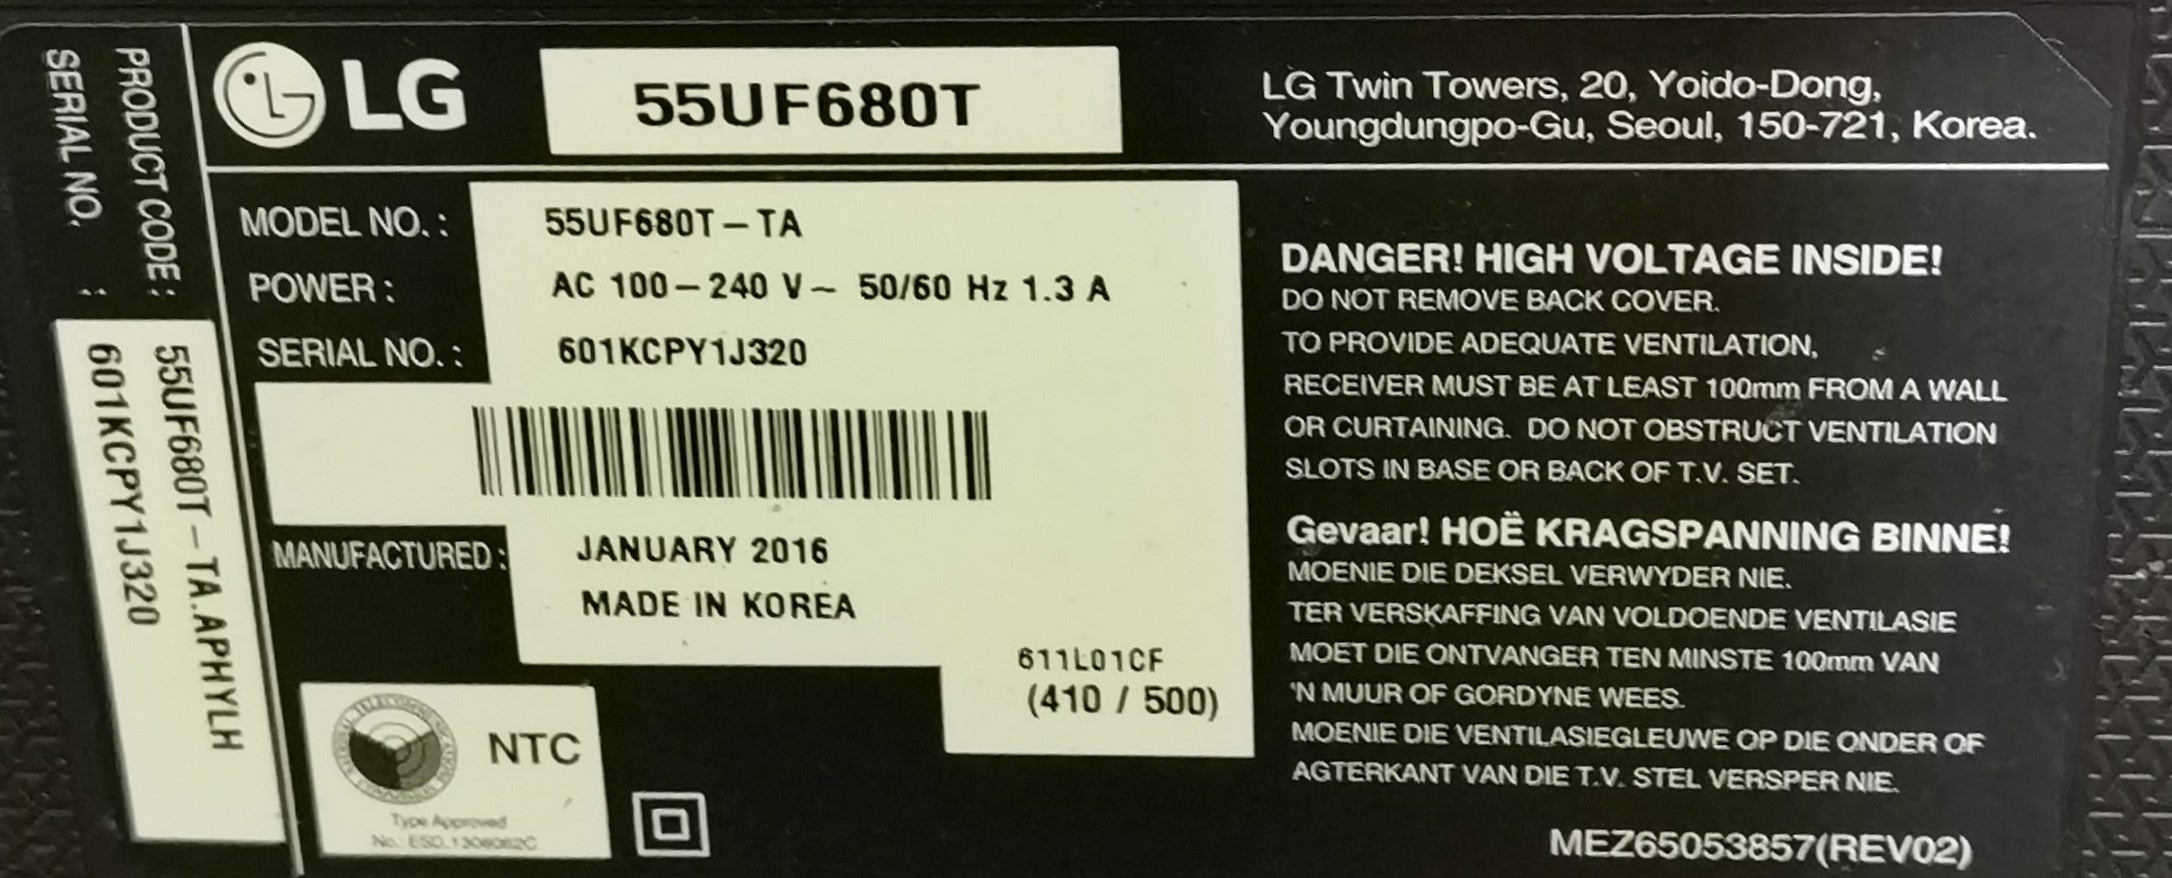 PRODUCT CODE : 55UF680T-TA.APHYLH
SERIAL NO. : 601KCPY1J320
LG
55UF680T
LG Twin Towers, 20, Yoido-Dong,
Youngdungpo-Gu, Seoul, 150-721, Korea.
MODEL NO. : 55UF680T-TA
POWER : AC 100-240 V~ 50/60 Hz 1.3 A
SERIAL NO. : 601KCPY1J320
MANUFACTURED : JANUARY 2016
MADE IN KOREA
611L01CF
(410 / 500)
NTC
Type Approved
No.: ESD.1306062C
DANGER! HIGH VOLTAGE INSIDE!
DO NOT REMOVE BACK COVER.
TO PROVIDE ADEQUATE VENTILATION,
RECEIVER MUST BE AT LEAST 100mm FROM A WALL
OR CURTAINING. DO NOT OBSTRUCT VENTILATION
SLOTS IN BASE OR BACK OF T.V. SET.
Gevaar! HOË KRAGSPANNING BINNE!
MOENIE DIE DEKSEL VERWYDER NIE.
TER VERSKAFFING VAN VOLDOENDE VENTILASIE
MOET DIE ONTVANGER TEN MINSTE 100mm VAN
'N MUUR OF GORDYNE WEES.
MOENIE DIE VENTILASIEGLEUWE OP DIE ONDER OF
AGTERKANT VAN DIE T.V. STEL VERSPER NIE.
MEZ65053857(REV02)